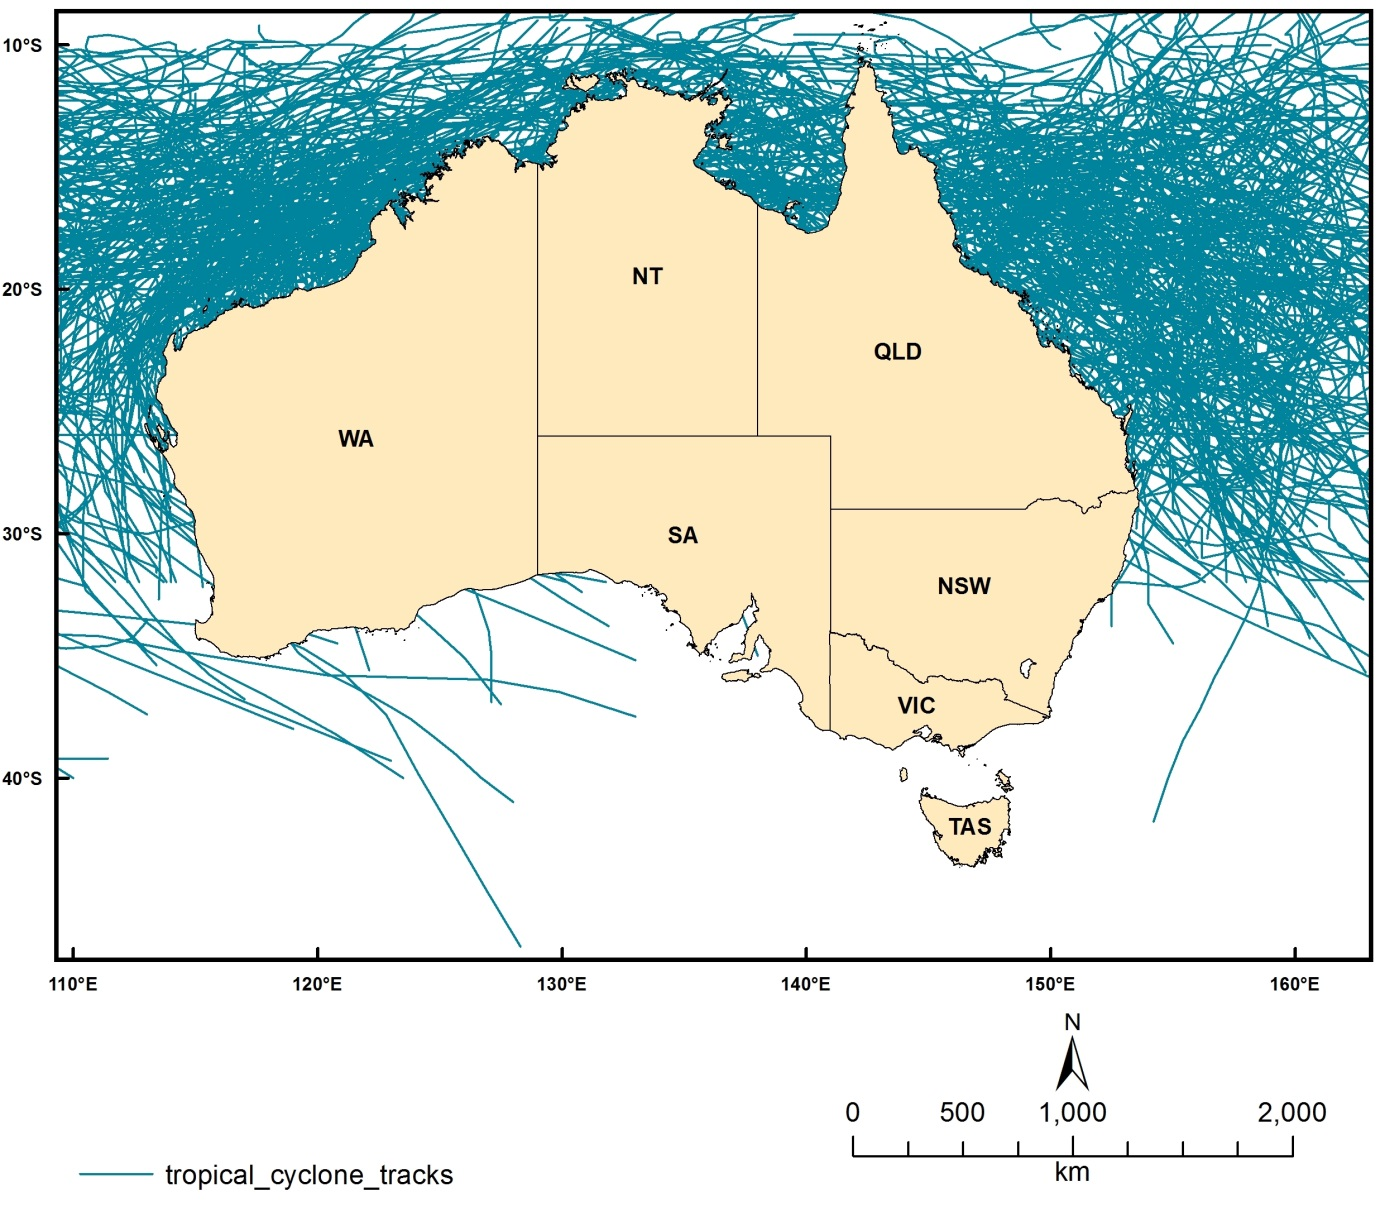 10°S
20°S
30°S
40°S
NT
QLD
WA
SA
NSW
VIC
TAS
110°E 120°E 130°E 140°E 150°E 160°E
N
0 500 1,000 2,000
km
tropical_cyclone_tracks